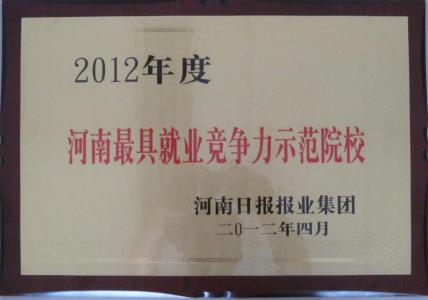 2012年度
河南最具就业竞争力示范院校
河南日报报业集团
二〇一二年四月